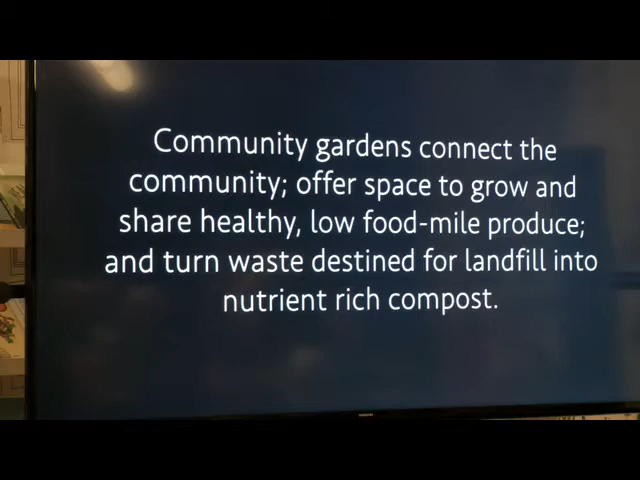 Community gardens connect the
community; offer space to grow and
share healthy, low food-mile produce;
and turn waste destined for landfill into
nutrient rich compost.